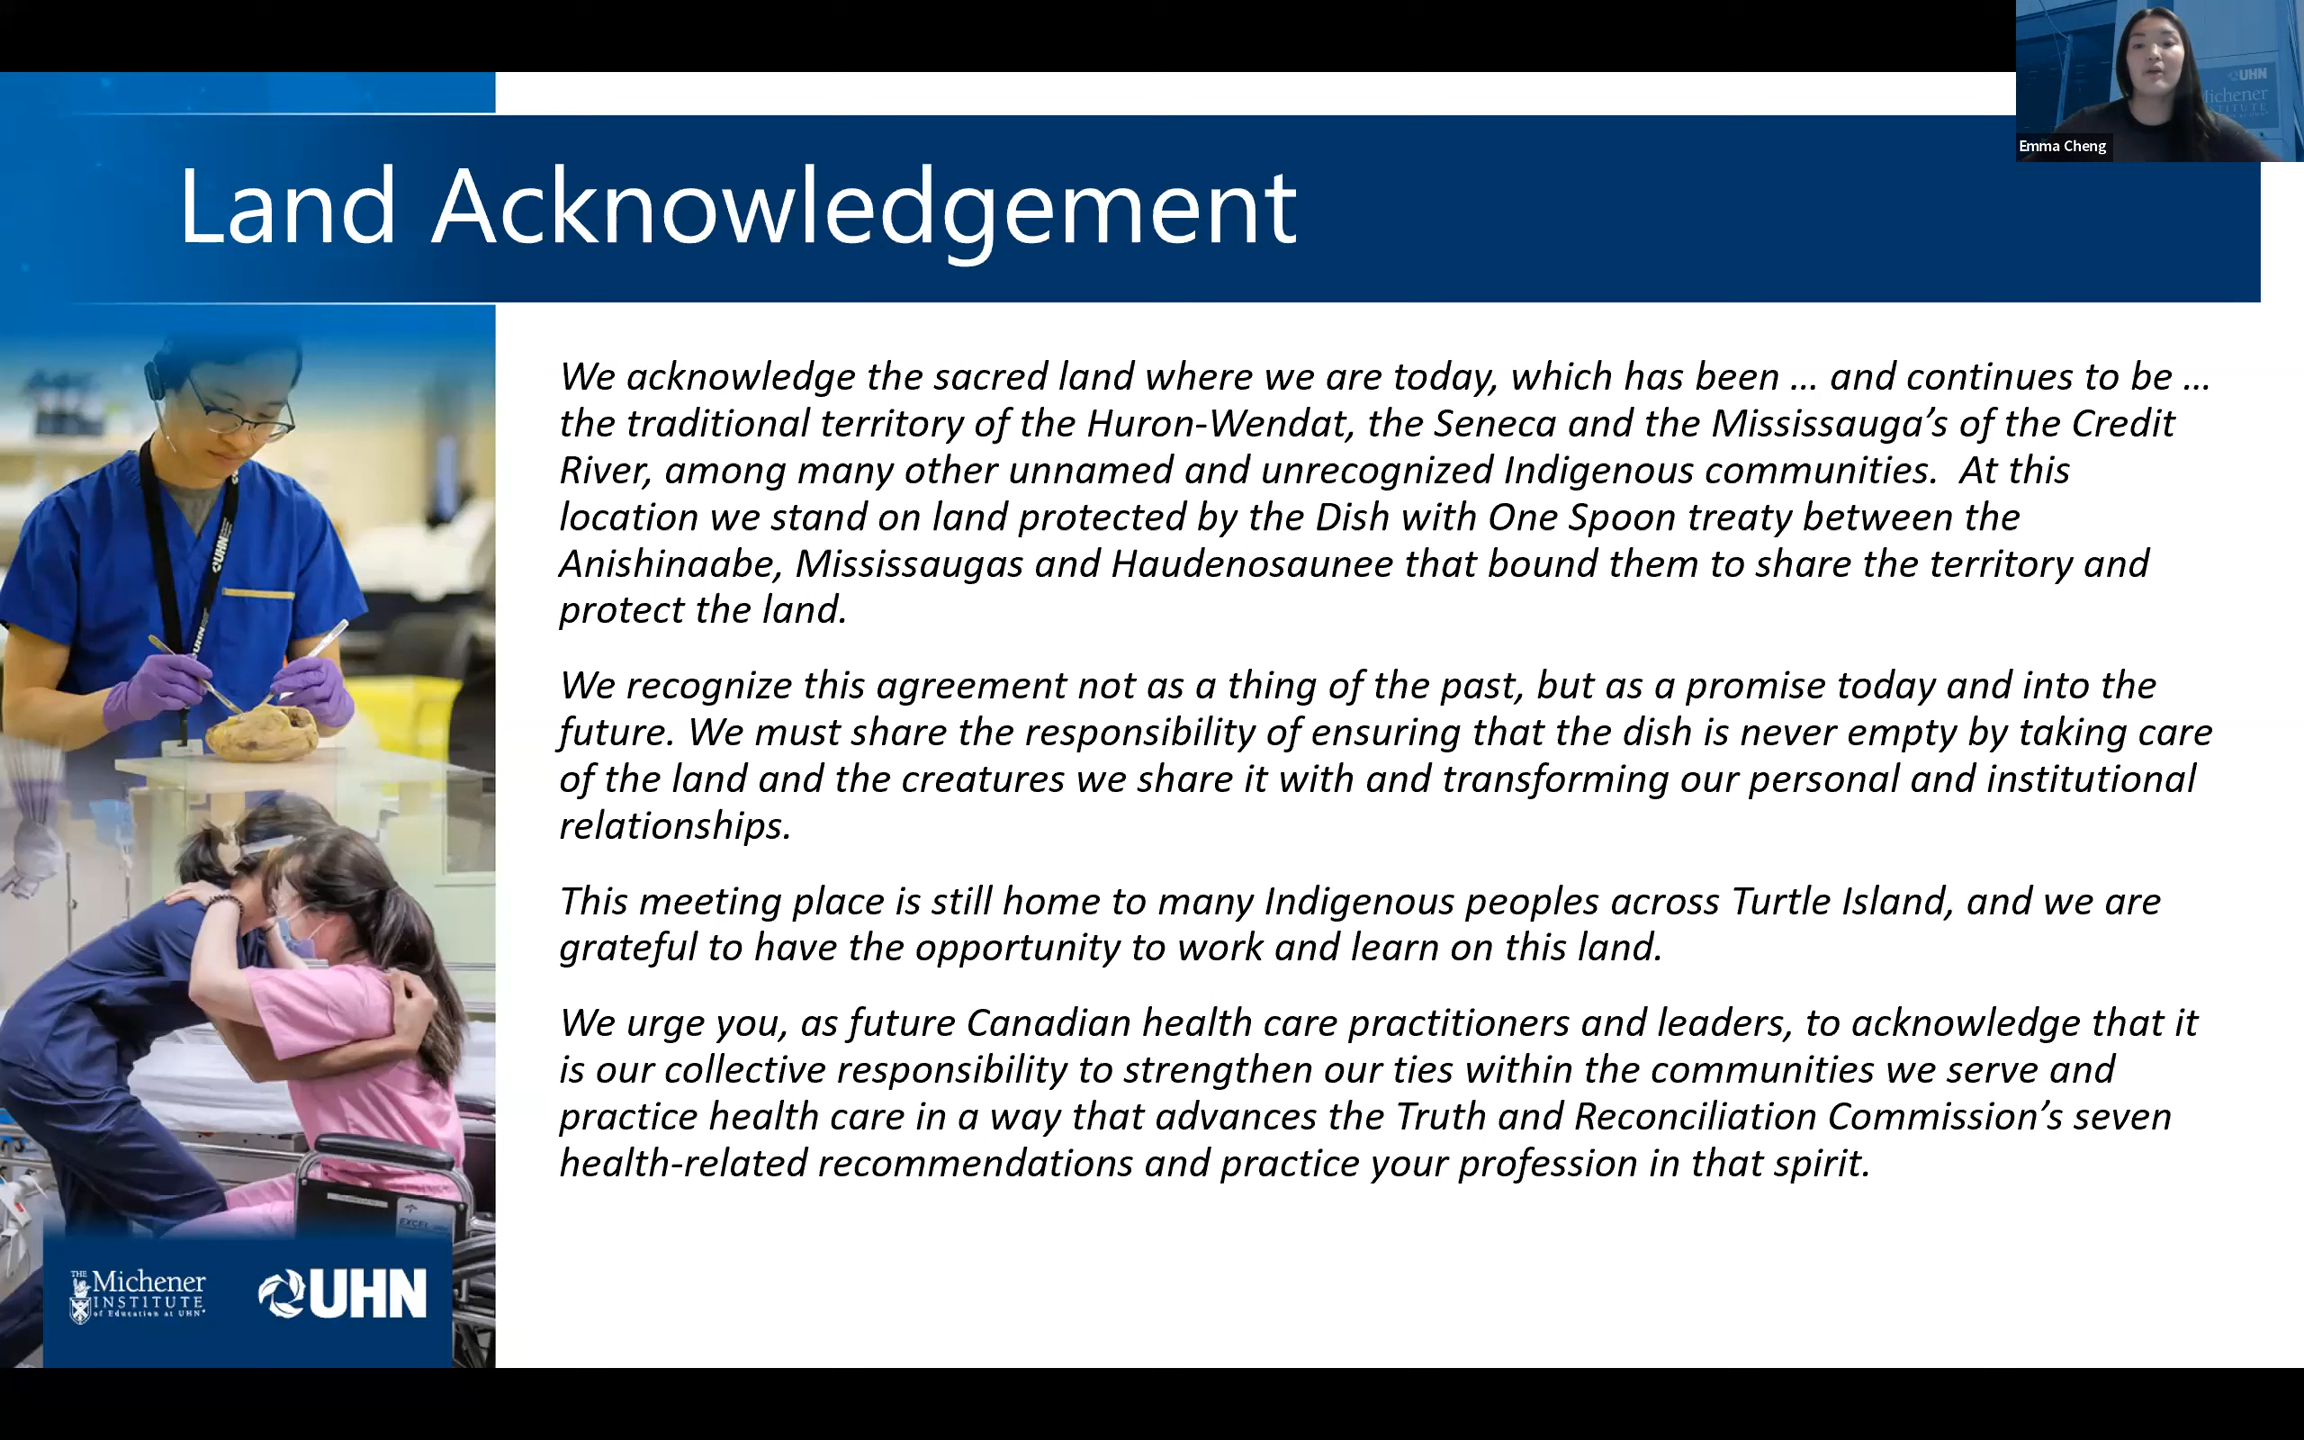 Land Acknowledgement
UHN
Michener
Emma Cheng
We acknowledge the sacred land where we are today, which has been … and continues to be …
the traditional territory of the Huron-Wendat, the Seneca and the Mississauga’s of the Credit
River, among many other unnamed and unrecognized Indigenous communities.  At this
location we stand on land protected by the Dish with One Spoon treaty between the
Anishinaabe, Mississaugas and Haudenosaunee that bound them to share the territory and
protect the land.
We recognize this agreement not as a thing of the past, but as a promise today and into the
future. We must share the responsibility of ensuring that the dish is never empty by taking care
of the land and the creatures we share it with and transforming our personal and institutional
relationships.
This meeting place is still home to many Indigenous peoples across Turtle Island, and we are
grateful to have the opportunity to work and learn on this land.
We urge you, as future Canadian health care practitioners and leaders, to acknowledge that it
is our collective responsibility to strengthen our ties within the communities we serve and
practice health care in a way that advances the Truth and Reconciliation Commission’s seven
health-related recommendations and practice your profession in that spirit.
UHN
UHN
EXCEL
THE
Michener
INSTITUTE
of Education at UHN
UHN